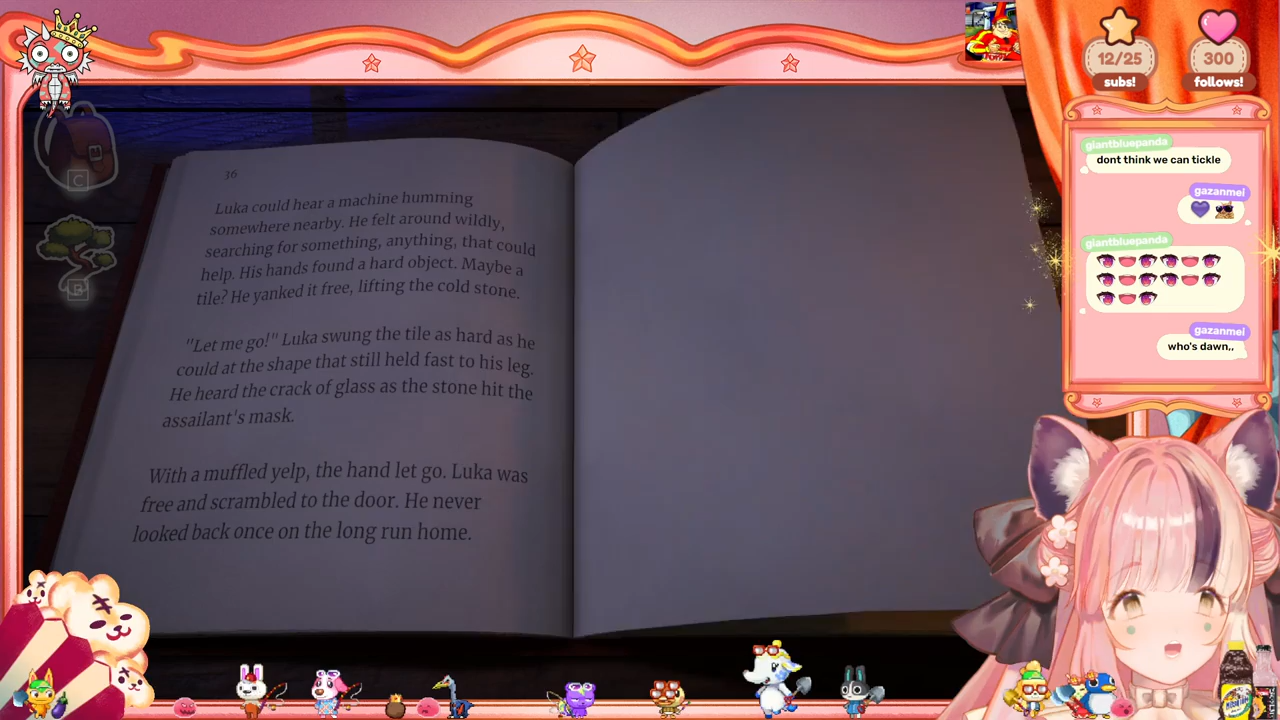 12/25
subs!
300
follows!
giantbluepanda
dont think we can tickle
gazanmei
giantbluepanda
gazanmei
who's dawn,,
C
36
Luka could hear a machine humming
somewhere nearby. He felt around wildly,
searching for something, anything, that could
help. His hands found a hard object. Maybe a
tile? He yanked it free, lifting the cold stone.
"Let me go!" Luka swung the tile as hard as he
could at the shape that still held fast to his leg.
He heard the crack of glass as the stone hit the
assailant's mask.
With a muffled yelp, the hand let go. Luka was
free and scrambled to the door. He never
looked back once on the long run home.